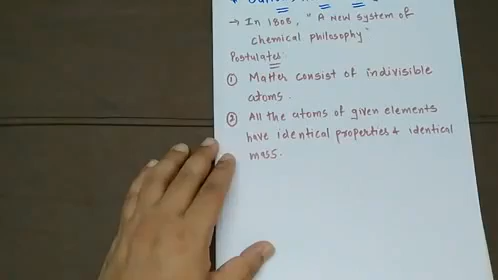 → In 1808, "A New system of
chemical philosophy"
Postulates:
① Matter consist of indivisible
atoms.
② All the atoms of given elements
have identical properties & identical
mass.